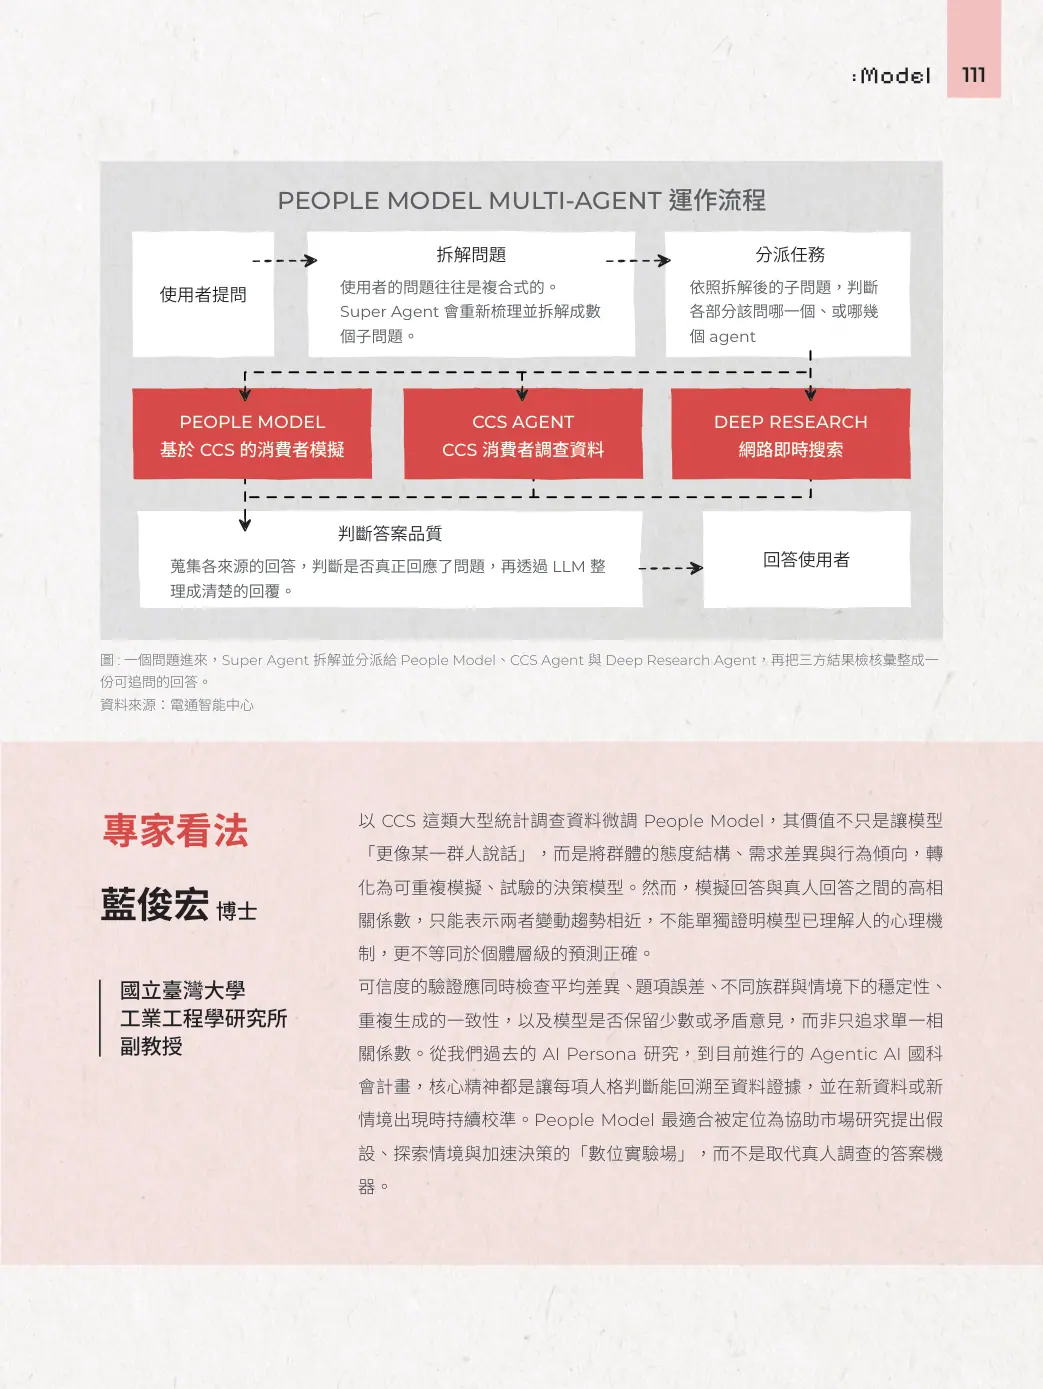 :Model
111
PEOPLE MODEL MULTI-AGENT 運作流程
使用者提問
拆解問題
使用者的問題往往是複合式的。
Super Agent 會重新梳理並拆解成數
個子問題。
分派任務
依照拆解後的子問題，判斷
各部分該問哪一個、或哪幾
個 agent
PEOPLE MODEL
基於 CCS 的消費者模擬
CCS AGENT
CCS 消費者調查資料
DEEP RESEARCH
網路即時搜索
判斷答案品質
蒐集各來源的回答，判斷是否真正回應了問題，再透過 LLM 整
理成清楚的回覆。
回答使用者
圖 : 一個問題進來，Super Agent 拆解並分派給 People Model、CCS Agent 與 Deep Research Agent，再把三方結果檢核彙整成一
份可追問的回答。
資料來源：電通智能中心
專家看法
藍俊宏 博士
國立臺灣大學
工業工程學研究所
副教授
以 CCS 這類大型統計調查資料微調 People Model，其價值不只是讓模型
「更像某一群人說話」，而是將群體的態度結構、需求差異與行為傾向，轉
化為可重複模擬、試驗的決策模型。然而，模擬回答與真人回答之間的高相
關係數，只能表示兩者變動趨勢相近，不能單獨證明模型已理解人的心理機
制，更不等同於個體層級的預測正確。
可信度的驗證應同時檢查平均差異、題項誤差、不同族群與情境下的穩定性、
重複生成的一致性，以及模型是否保留少數或矛盾意見，而非只追求單一相
關係數。從我們過去的 AI Persona 研究，到目前進行的 Agentic AI 國科
會計畫，核心精神都是讓每項人格判斷能回溯至資料證據，並在新資料或新
情境出現時持續校準。People Model 最適合被定位為協助市場研究提出假
設、探索情境與加速決策的「數位實驗場」，而不是取代真人調查的答案機
器。